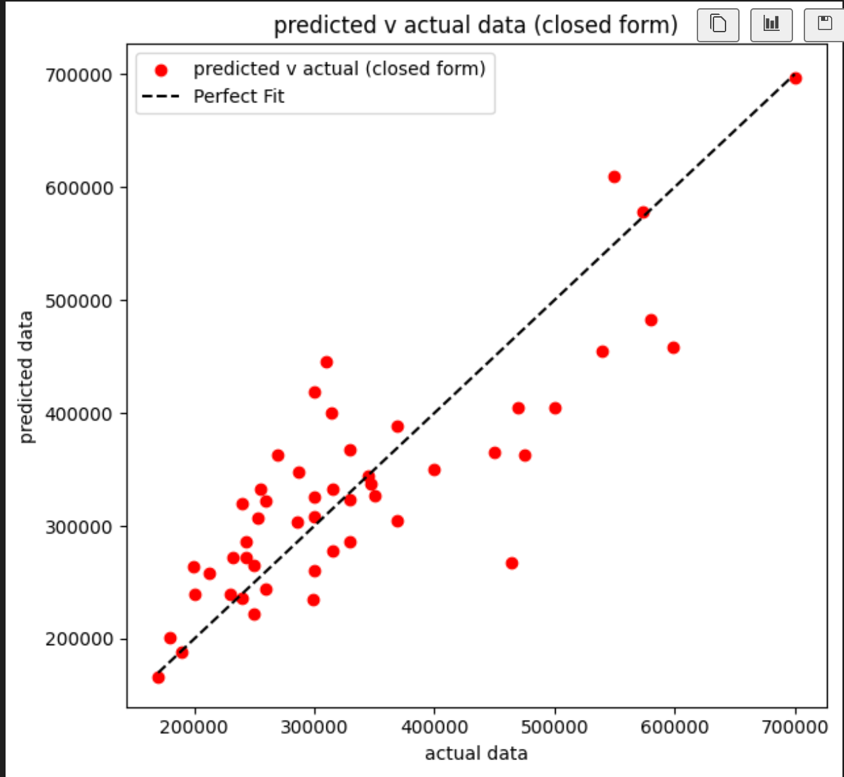 predicted v actual data (closed form)
predicted v actual (closed form)
Perfect Fit
700000
600000
500000
400000
300000
200000
predicted data
200000
300000
400000
500000
600000
700000
actual data